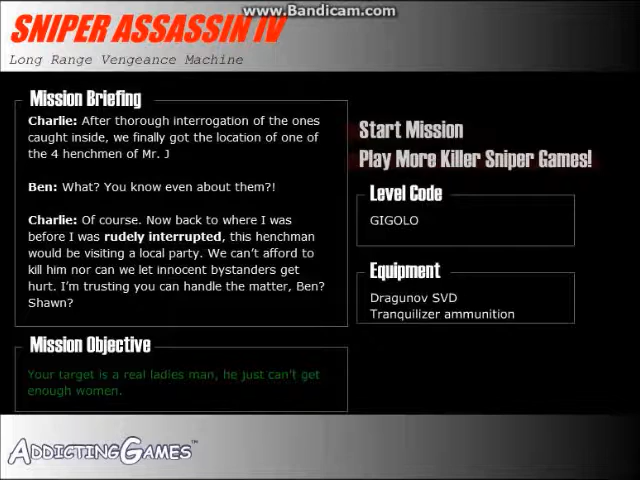 www.Bandicam.com
SNIPER ASSASSIN IV
Long Range Vengeance Machine
Mission Briefing
Charlie: After thorough interrogation of the ones
caught inside, we finally got the location of one of
the 4 henchmen of Mr. J
Ben: What? You know even about them?!
Charlie: Of course. Now back to where I was
before I was rudely interrupted, this henchman
would be visiting a local party. We can't afford to
kill him nor can we let innocent bystanders get
hurt. I'm trusting you can handle the matter, Ben?
Shawn?
Mission Objective
Your target is a real ladies man, he just can't get
enough women.
Start Mission
Play More Killer Sniper Games!
Level Code
GIGOLO
Equipment
Dragunov SVD
Tranquilizer ammunition
ADDICTINGGAMES™